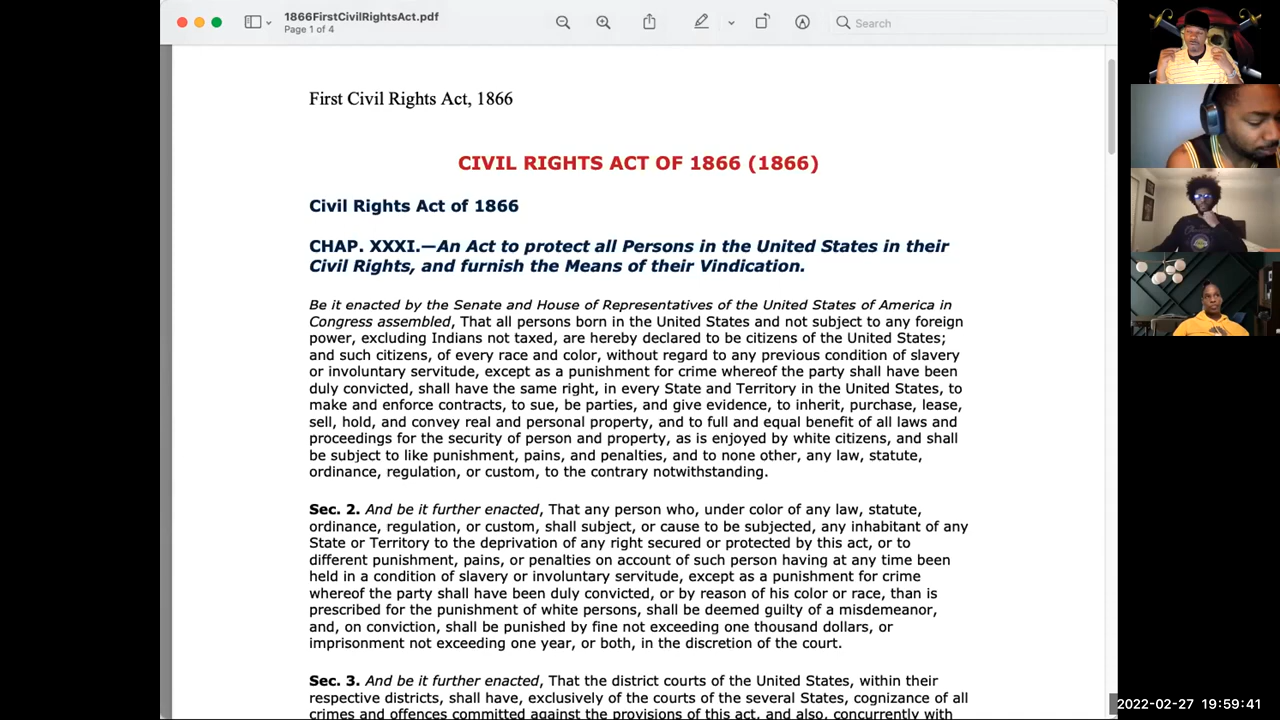 1866FirstCivilRightsAct.pdf
Page 1 of 4
Search
First Civil Rights Act, 1866
CIVIL RIGHTS ACT OF 1866 (1866)
Civil Rights Act of 1866
CHAP. XXXI.—An Act to protect all Persons in the United States in their
Civil Rights, and furnish the Means of their Vindication.
Be it enacted by the Senate and House of Representatives of the United States of America in
Congress assembled, That all persons born in the United States and not subject to any foreign
power, excluding Indians not taxed, are hereby declared to be citizens of the United States;
and such citizens, of every race and color, without regard to any previous condition of slavery
or involuntary servitude, except as a punishment for crime whereof the party shall have been
duly convicted, shall have the same right, in every State and Territory in the United States, to
make and enforce contracts, to sue, be parties, and give evidence, to inherit, purchase, lease,
sell, hold, and convey real and personal property, and to full and equal benefit of all laws and
proceedings for the security of person and property, as is enjoyed by white citizens, and shall
be subject to like punishment, pains, and penalties, and to none other, any law, statute,
ordinance, regulation, or custom, to the contrary notwithstanding.
Sec. 2. And be it further enacted, That any person who, under color of any law, statute,
ordinance, regulation, or custom, shall subject, or cause to be subjected, any inhabitant of any
State or Territory to the deprivation of any right secured or protected by this act, or to
different punishment, pains, or penalties on account of such person having at any time been
held in a condition of slavery or involuntary servitude, except as a punishment for crime
whereof the party shall have been duly convicted, or by reason of his color or race, than is
prescribed for the punishment of white persons, shall be deemed guilty of a misdemeanor,
and, on conviction, shall be punished by fine not exceeding one thousand dollars, or
imprisonment not exceeding one year, or both, in the discretion of the court.
Sec. 3. And be it further enacted, That the district courts of the United States, within their
respective districts, shall have, exclusively of the courts of the several States, cognizance of all
crimes and offences committed against the provisions of this act, and also, concurrently with
2022-02-27 19:59:41